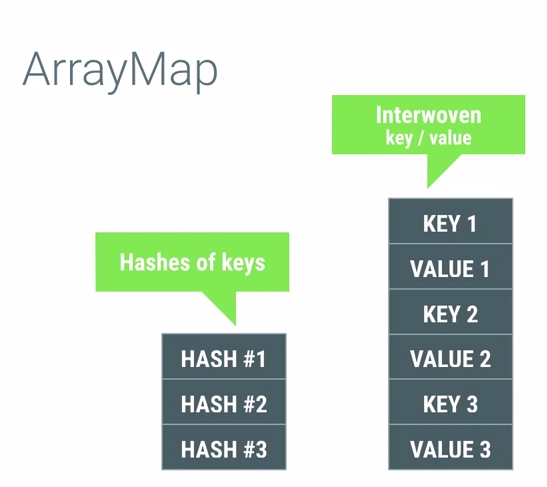 ArrayMap
Interwoven
key / value
Hashes of keys
KEY 1
VALUE 1
KEY 2
VALUE 2
KEY 3
VALUE 3
HASH #1
HASH #2
HASH #3